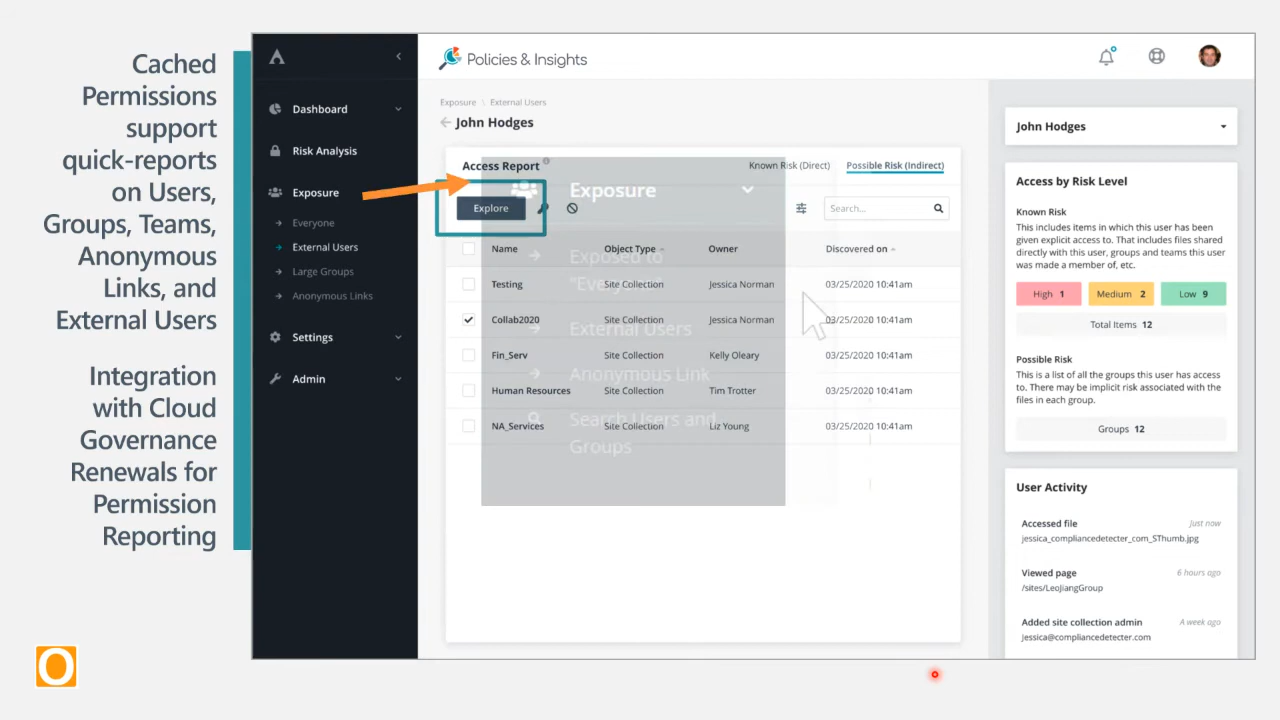 Cached
Permissions
support
quick-reports
on Users,
Groups, Teams,
Anonymous
Links, and
External Users
Integration
with Cloud
Governance
Renewals for
Permission
Reporting
Dashboard
Risk Analysis
Exposure
Everyone
External Users
Large Groups
Anonymous Links
Settings
Admin
Policies & Insights
Exposure \ External Users
John Hodges
Access Report
Known Risk (Direct) Possible Risk (Indirect)
Explore
Search...
Name Object Type Owner Discovered on
Testing Site Collection Jessica Norman 03/25/2020 10:41am
Collab2020 Site Collection Jessica Norman 03/25/2020 10:41am
Fin_Serv Site Collection Kelly Oleary 03/25/2020 10:41am
Human Resources Site Collection Tim Trotter 03/25/2020 10:41am
NA_Services Site Collection Liz Young 03/25/2020 10:41am
Exposure
Exposed to
"Everyone"
External Users
Anonymous Link
Search Users and
Groups
John Hodges
Access by Risk Level
Known Risk
This includes items in which this user has been
given explicit access to. That includes files shared
directly with this user, groups and teams this user
was made a member of, etc.
High 1 Medium 2 Low 9
Total Items 12
Possible Risk
This is a list of all the groups this user has access
to. There may be implicit risk associated with the
files in each group.
Groups 12
User Activity
Accessed file Just now
jessica_compliancedetecter_com_SThumb.jpg
Viewed page 6 hours ago
/sites/LeoJiangGroup
Added site collection admin A week ago
jessica@compliancedetecter.com
O